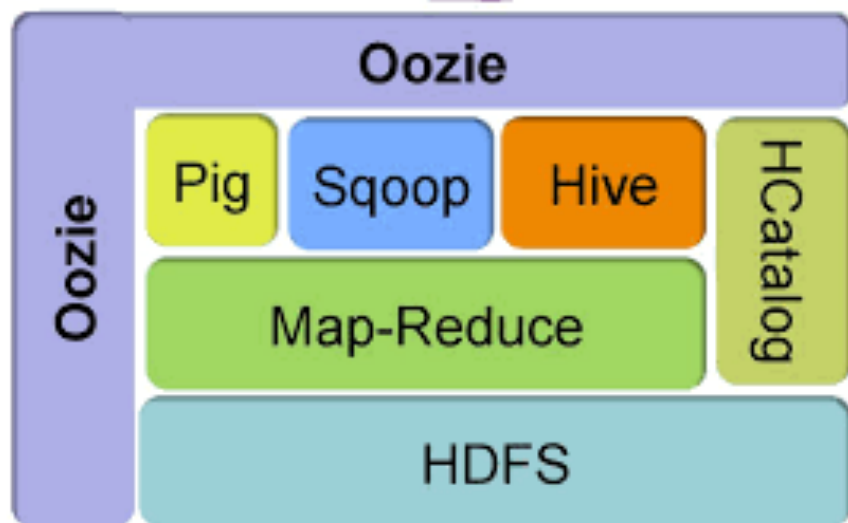 Oozie
Oozie
Pig
Sqoop
Hive
HCatalog
Map-Reduce
HDFS